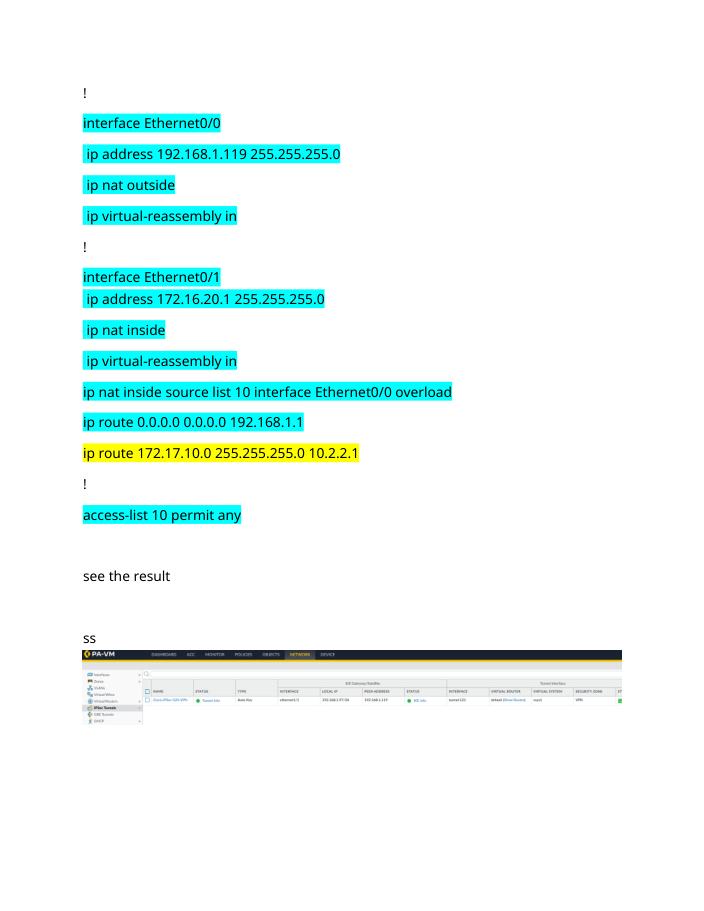 !
interface Ethernet0/0
ip address 192.168.1.119 255.255.255.0
ip nat outside
ip virtual-reassembly in
!
interface Ethernet0/1
ip address 172.16.20.1 255.255.255.0
ip nat inside
ip virtual-reassembly in
ip nat inside source list 10 interface Ethernet0/0 overload
ip route 0.0.0.0 0.0.0.0 192.168.1.1
ip route 172.17.10.0 255.255.255.0 10.2.2.1
!
access-list 10 permit any
see the result
ss
PA-VM DASHBOARD ACC MONITOR POLICIES OBJECTS NETWORK DEVICE
Interfaces
Zones
VLANs
Virtual Wires
Virtual Routers
IPSec Tunnels
GRE Tunnels
DHCP
IKE Gateway/Satellite Tunnel Interface
NAME STATUS TYPE INTERFACE LOCAL IP PEER ADDRESS STATUS INTERFACE VIRTUAL ROUTER VIRTUAL SYSTEM SECURITY ZONE
Tunnel Info Auto Key 192.168.1.119 IKE Info VPN